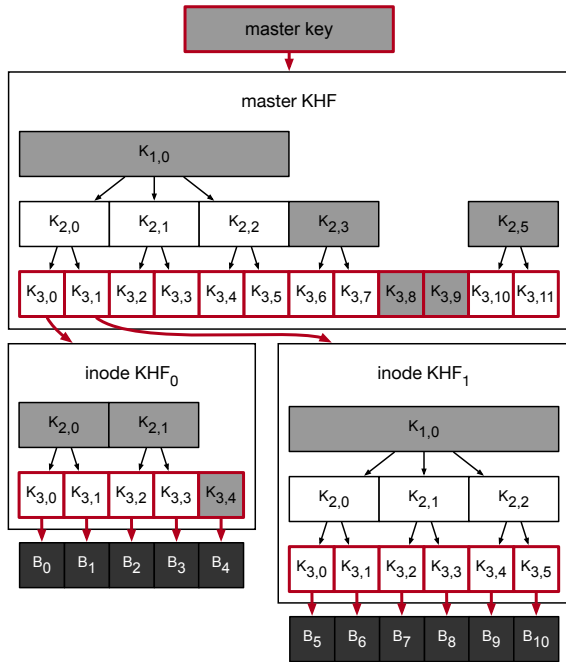 master key
master KHF
K1,0
K2,0 K2,1 K2,2 K2,3 K2,5
K3,0 K3,1 K3,2 K3,3 K3,4 K3,5 K3,6 K3,7 K3,8 K3,9 K3,10 K3,11
inode KHF0
K2,0 K2,1
K3,0 K3,1 K3,2 K3,3 K3,4
B0 B1 B2 B3 B4
inode KHF1
K1,0
K2,0 K2,1 K2,2
K3,0 K3,1 K3,2 K3,3 K3,4 K3,5
B5 B6 B7 B8 B9 B10